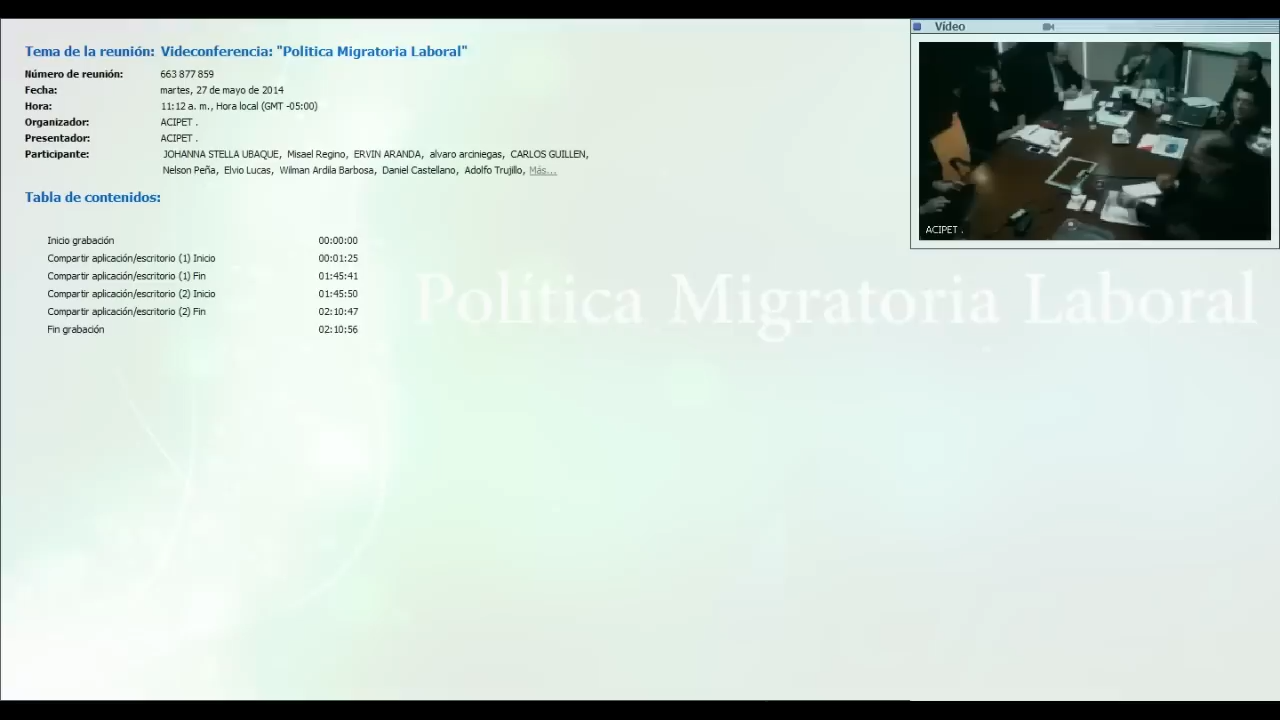 Tema de la reunión: Videconferencia: "Politica Migratoria Laboral"
Número de reunión: 663 877 859
Fecha: martes, 27 de mayo de 2014
Hora: 11:12 a. m., Hora local (GMT -05:00)
Organizador: ACIPET .
Presentador: ACIPET .
Participante: JOHANNA STELLA UBAQUE, Misael Regino, ERVIN ARANDA, alvaro arciniegas, CARLOS GUILLEN,
Nelson Peña, Elvio Lucas, Wilman Ardila Barbosa, Daniel Castellano, Adolfo Trujillo, Más...
Tabla de contenidos:
Inicio grabación 00:00:00
Compartir aplicación/escritorio (1) Inicio 00:01:25
Compartir aplicación/escritorio (1) Fin 01:45:41
Compartir aplicación/escritorio (2) Inicio 01:45:50
Compartir aplicación/escritorio (2) Fin 02:10:47
Fin grabación 02:10:56
Política Migratoria Laboral
Vídeo
ACIPET .